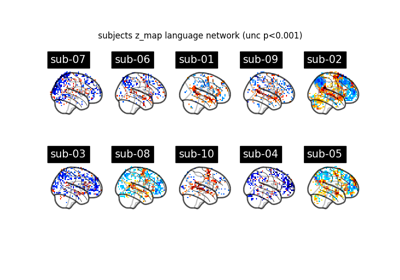 subjects z_map language network (unc p<0.001)
sub-07 sub-06 sub-01 sub-09 sub-02
sub-03 sub-08 sub-10 sub-04 sub-05